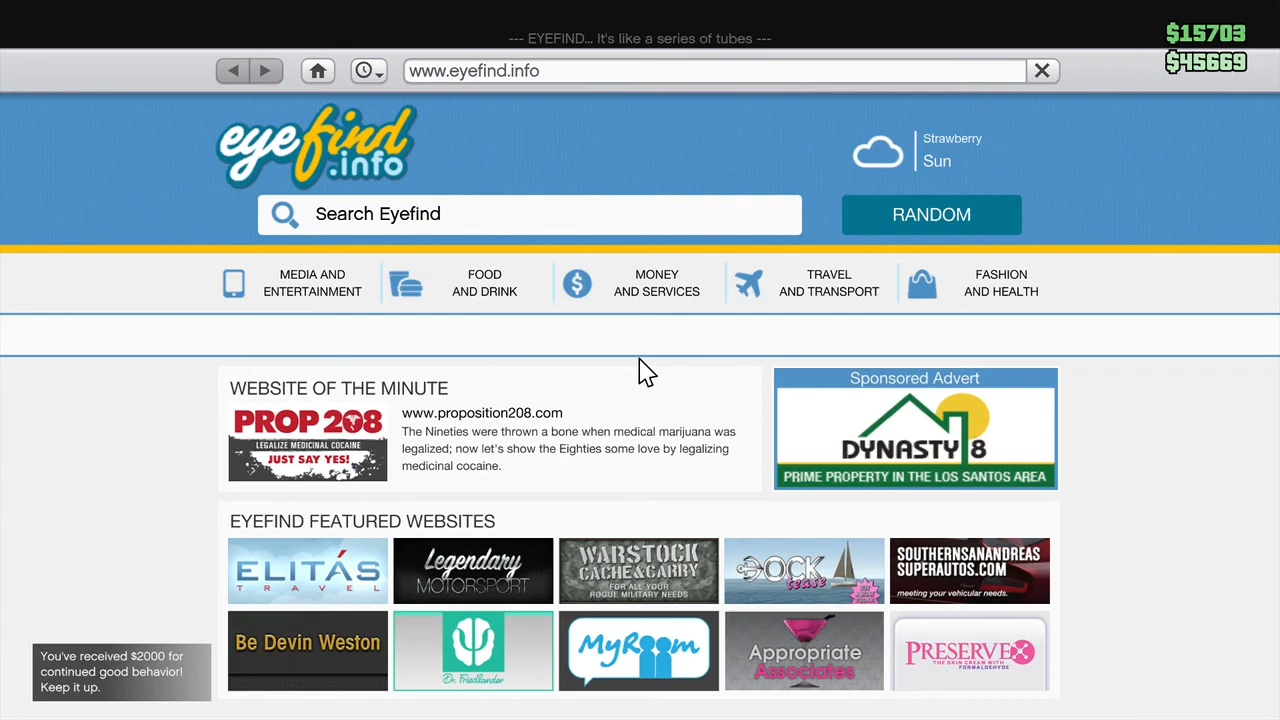 --- EYEFIND... It's like a series of tubes ---
$15703
$45669
www.eyefind.info
eyefind
.info
Strawberry
Sun
Search Eyefind
RANDOM
MEDIA AND
ENTERTAINMENT
FOOD
AND DRINK
MONEY
AND SERVICES
TRAVEL
AND TRANSPORT
FASHION
AND HEALTH
WEBSITE OF THE MINUTE
PROP 208
LEGALIZE MEDICINAL COCAINE
JUST SAY YES!
www.proposition208.com
The Nineties were thrown a bone when medical marijuana was
legalized; now let's show the Eighties some love by legalizing
medicinal cocaine.
Sponsored Advert
DYNASTY 8
PRIME PROPERTY IN THE LOS SANTOS AREA
EYEFIND FEATURED WEBSITES
ELITÁS
TRAVEL
Legendary
MOTORSPORT
WARSTOCK
CACHE & CARRY
FOR ALL YOUR
ROGUE MILITARY NEEDS
DOCK
tease
SOUTHERNSANANDREAS
SUPERAUTOS.COM
meeting your vehicular needs.
Be Devin Weston
Dr. Friedlander
MyRoom
Appropriate
Associates
PRESERVEX
THE SKIN CREAM WITH
FORMALDEHYDE
You've received $2000 for
continued good behavior!
Keep it up.